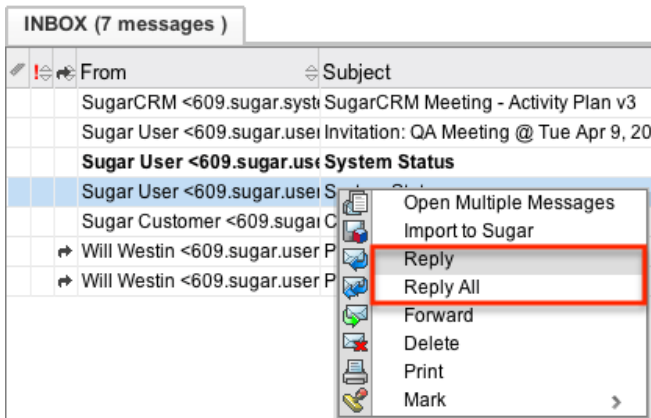 INBOX (7 messages )
! From Subject
SugarCRM <609.sugar.syst SugarCRM Meeting - Activity Plan v3
Sugar User <609.sugar.user Invitation: QA Meeting @ Tue Apr 9, 20
Sugar User <609.sugar.use System Status
Sugar User <609.sugar.user
Sugar Customer <609.sugar C
Will Westin <609.sugar.user P
Will Westin <609.sugar.user P
Open Multiple Messages
Import to Sugar
Reply
Reply All
Forward
Delete
Print
Mark >